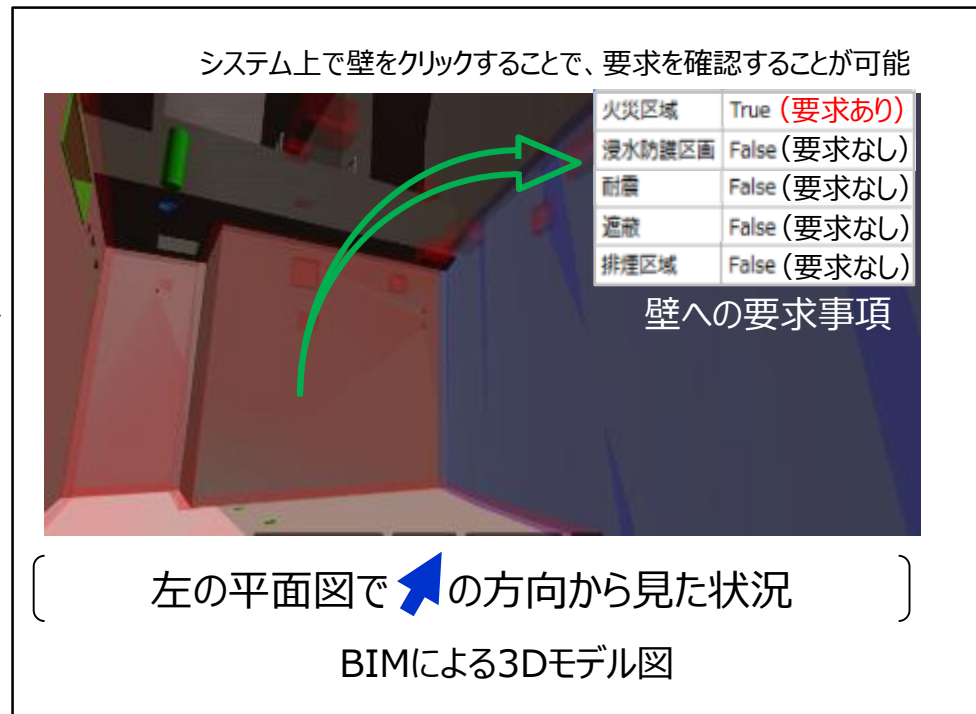 システム上で壁をクリックすることで、要求を確認することが可能
火災区域 True（要求あり）
浸水防護区画 False（要求なし）
耐震 False（要求なし）
遮蔽 False（要求なし）
排煙区域 False（要求なし）
壁への要求事項
左の平面図で の方向から見た状況
BIMによる3Dモデル図